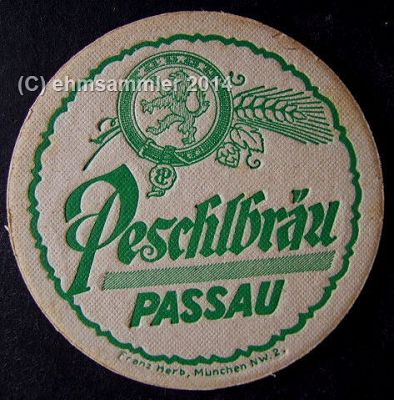 (C) ehmsammler 2014
Peschlbräu
PASSAU
Franz Herb, München NW.2.